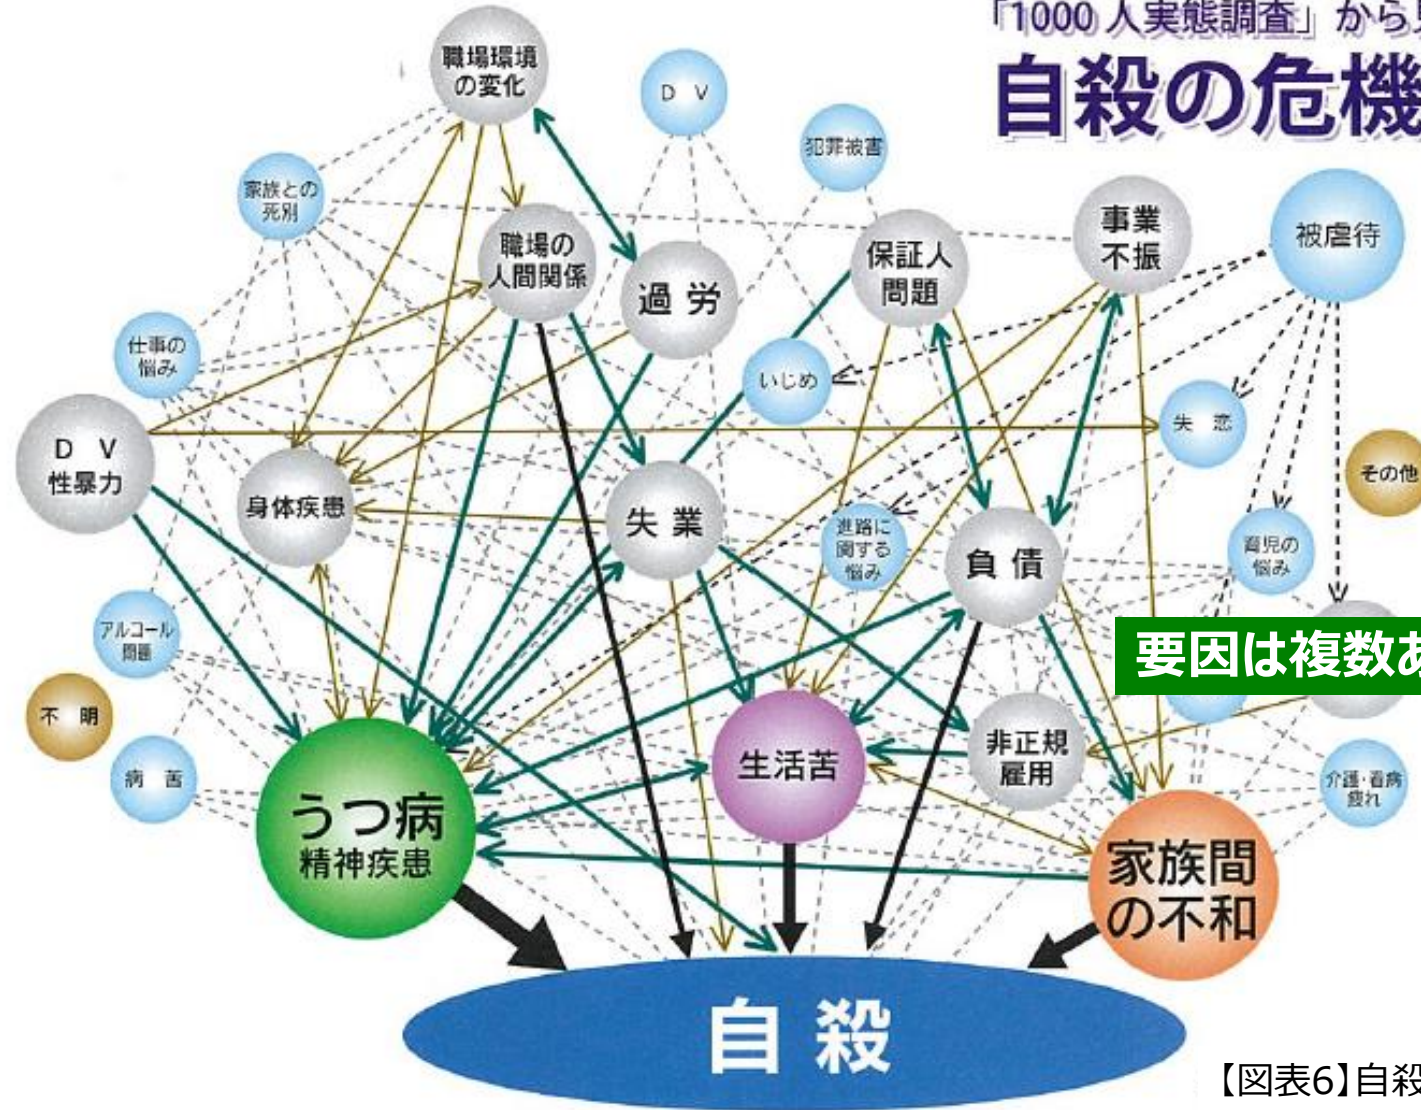 「1000 人実態調査」から
自殺の危機
職場環境
の変化
D V
犯罪被害
家族との
死別
職場の
人間関係
過 労
保証人
問題
事業
不振
被虐待
仕事の
悩み
いじめ
失 恋
D V
性暴力
その他
身体疾患
失 業
進路に
関する
悩み
負 債
育児の
悩み
アルコール
問題
要因は複数あ
不 明
病 苦
うつ病
精神疾患
生活苦
非正規
雇用
介護・看病
疲れ
家族間
の不和
自 殺
【図表6】自殺